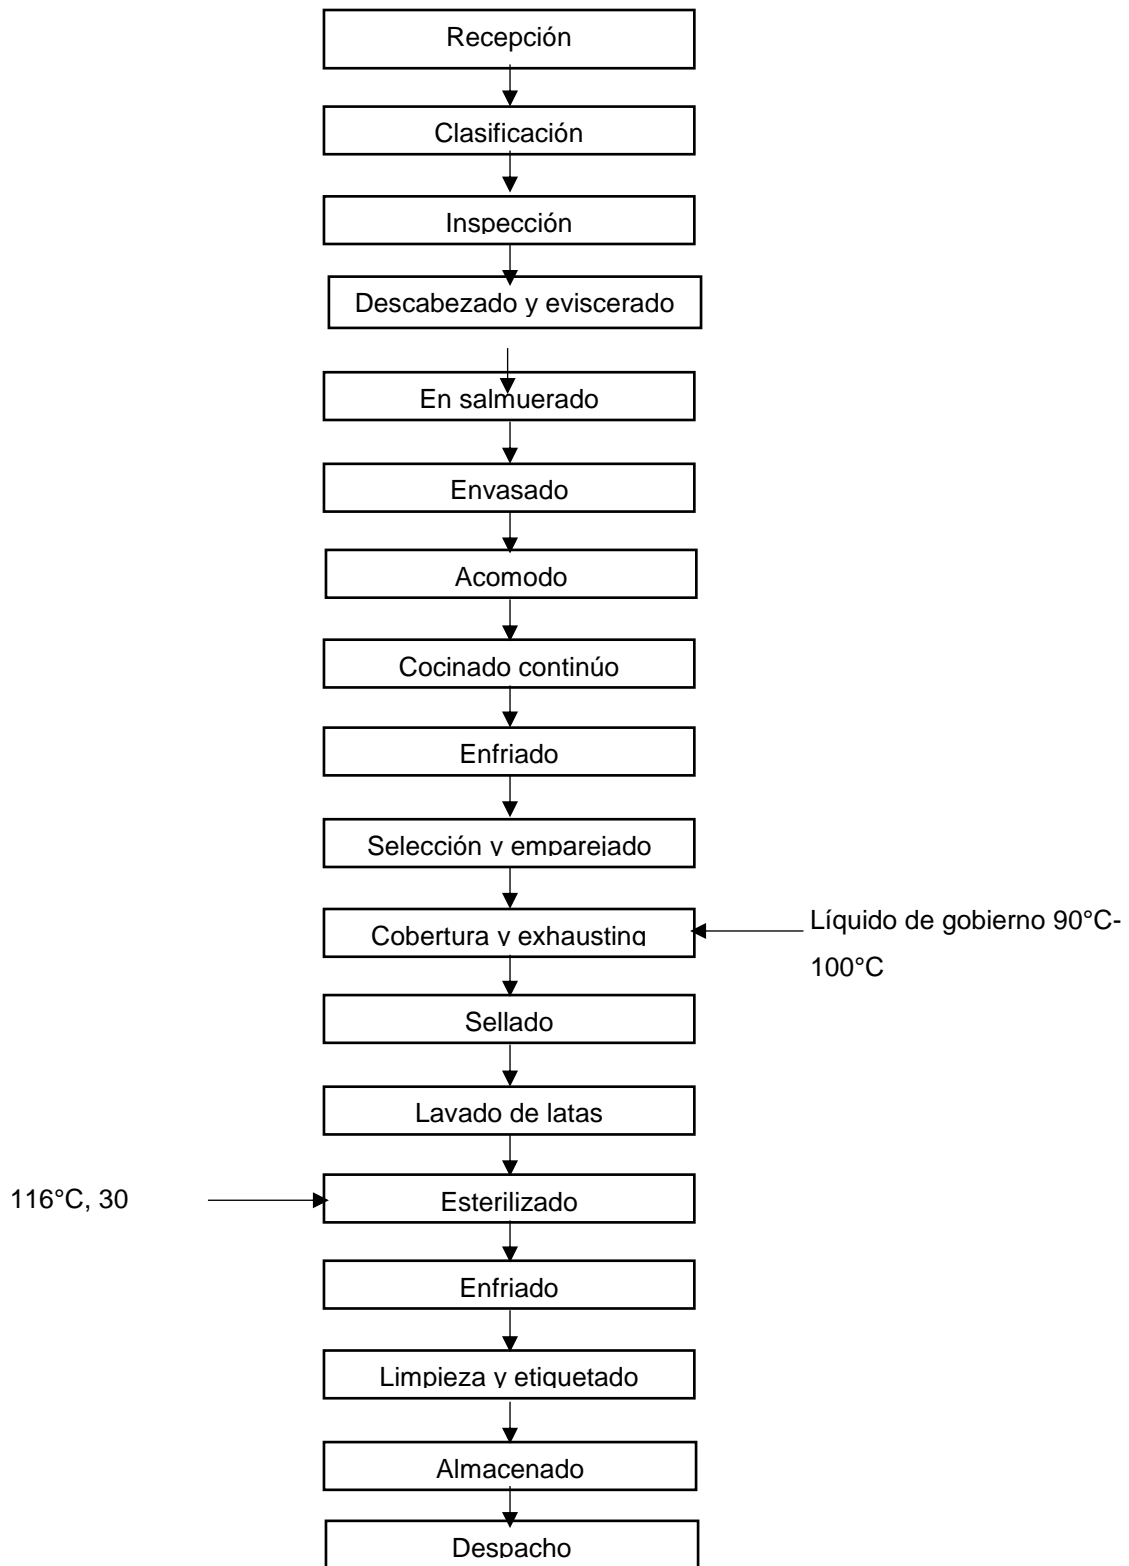 Recepción
Clasificación
Inspección
Descabezado y eviscerado
En salmuerado
Envasado
Acomodo
Cocinado continúo
Enfriado
Selección y emparejado
Cobertura y exhausting
Líquido de gobierno 90°C-
100°C
Sellado
Lavado de latas
116°C, 30
Esterilizado
Enfriado
Limpieza y etiquetado
Almacenado
Despacho